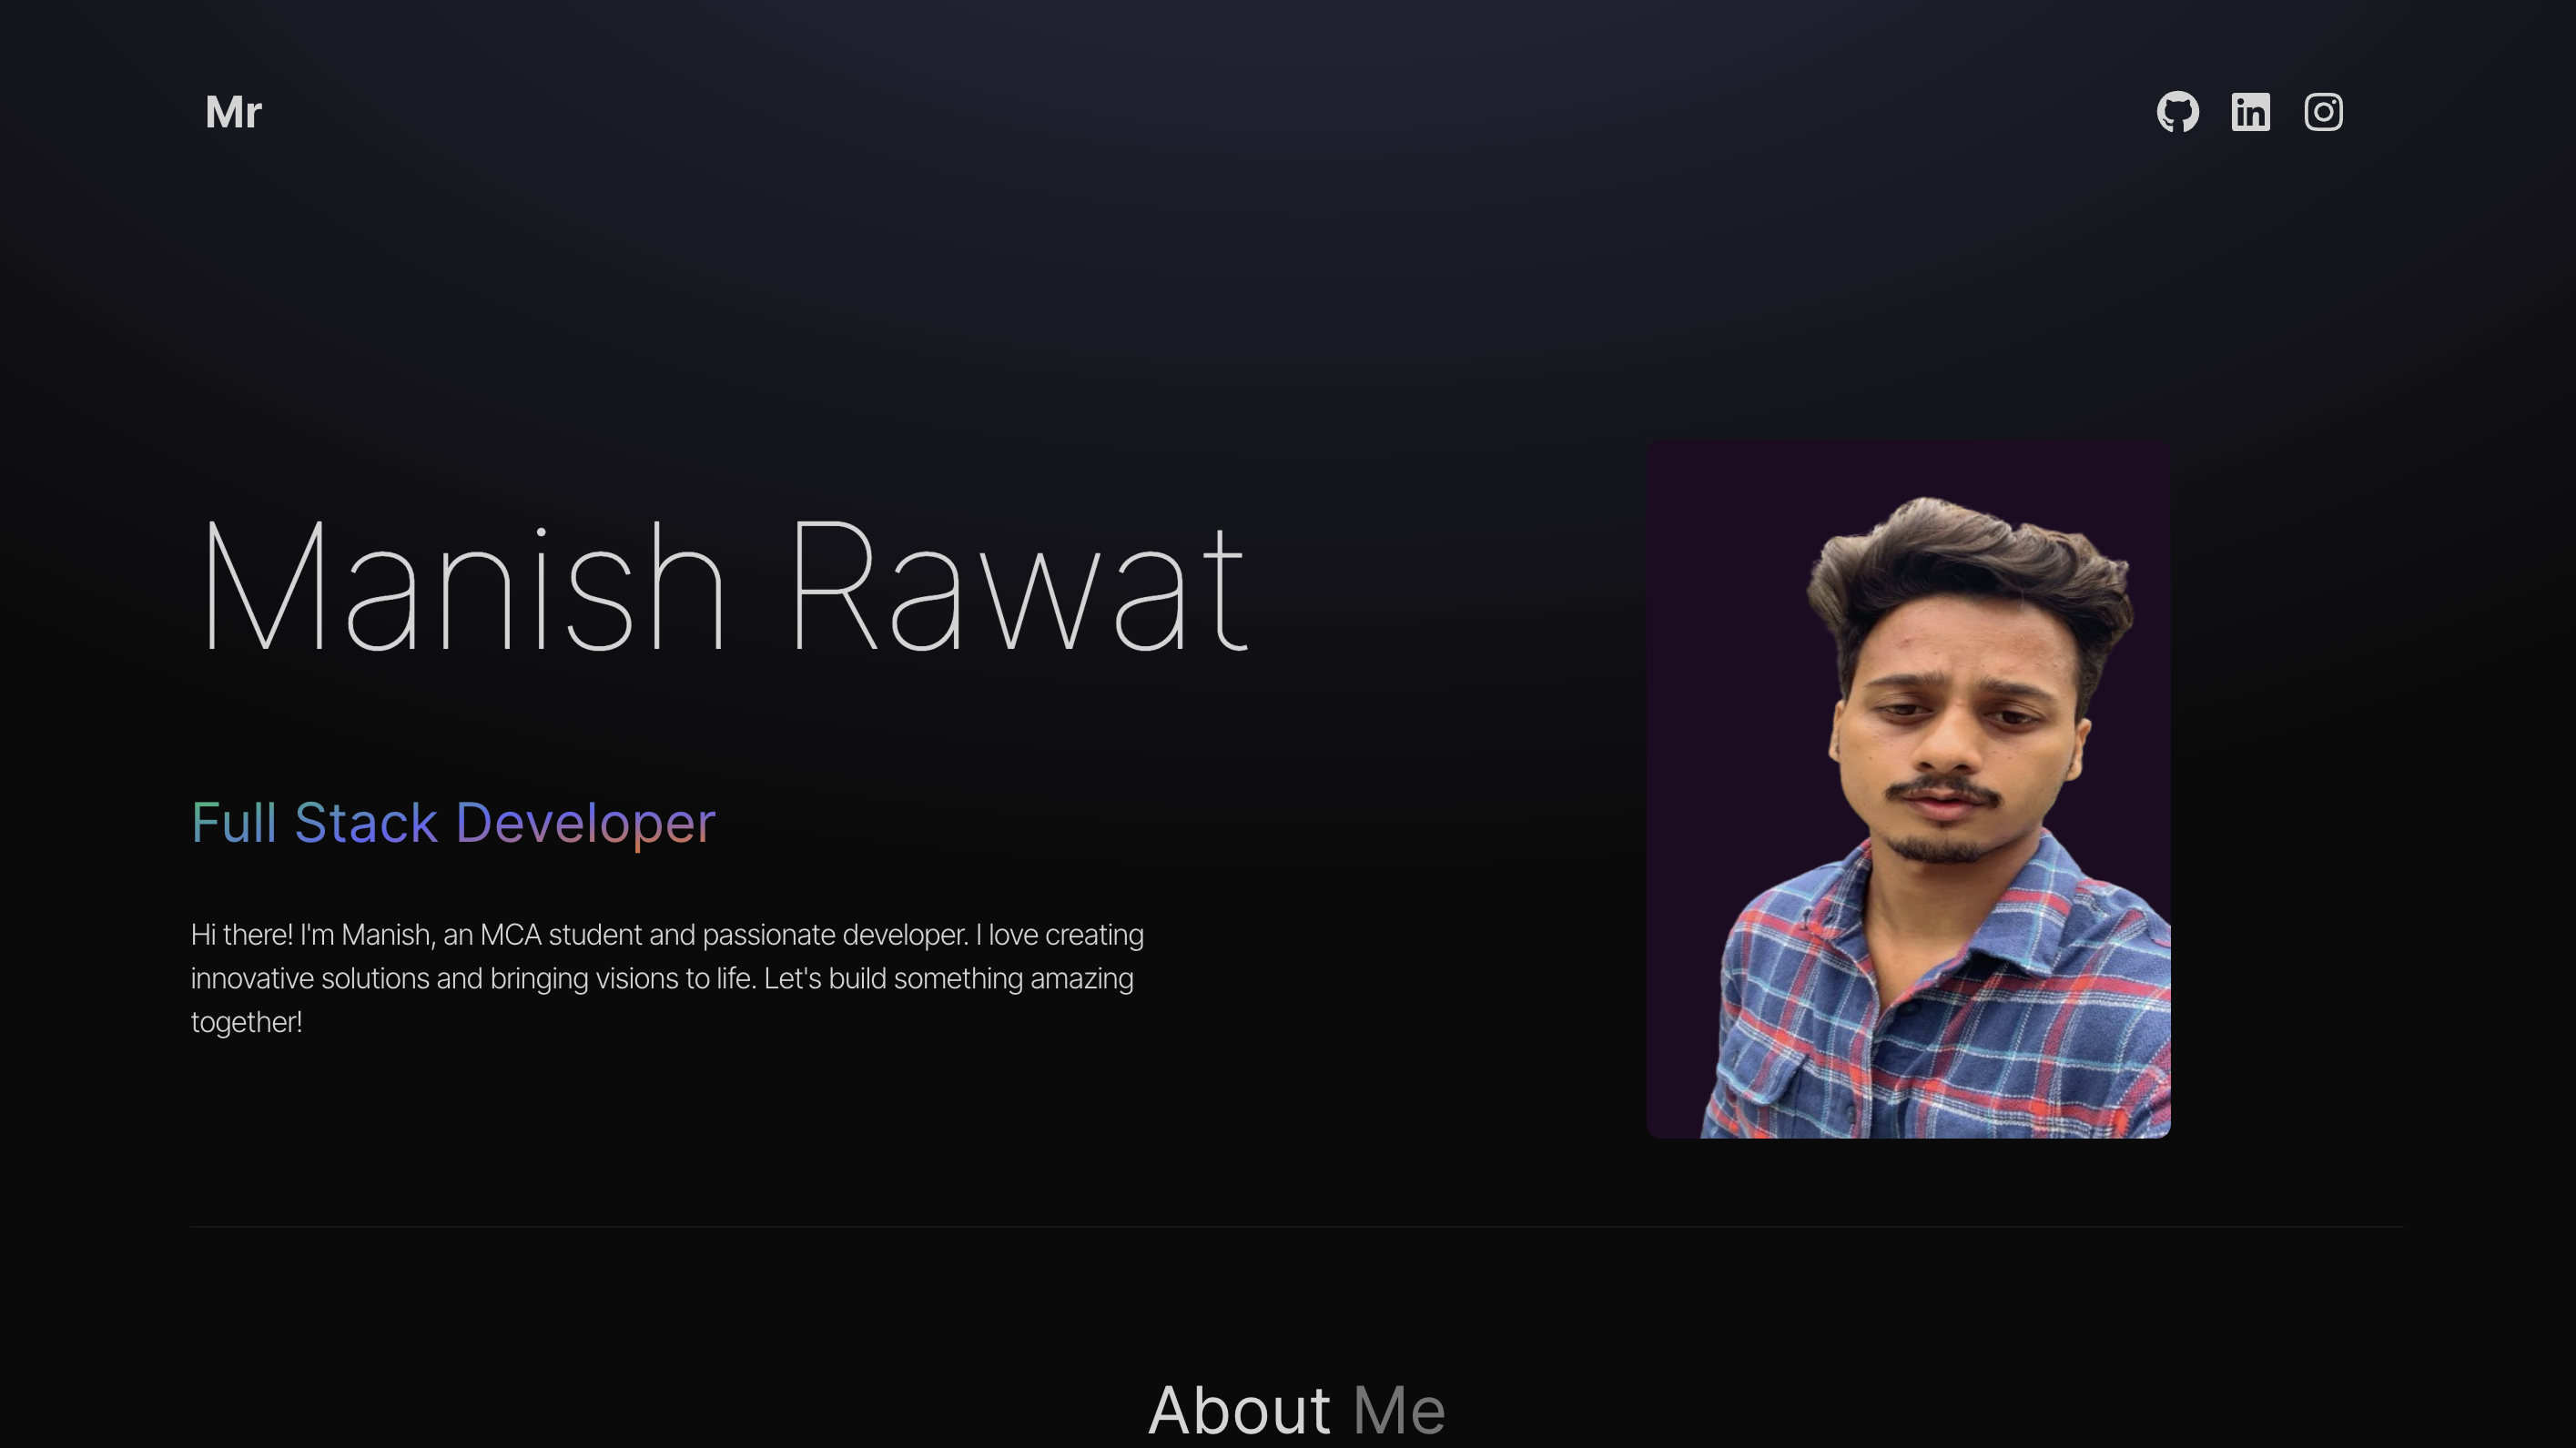 Mr
Manish Rawat
Full Stack Developer
Hi there! I'm Manish, an MCA student and passionate developer. I love creating
innovative solutions and bringing visions to life. Let's build something amazing
together!
About Me